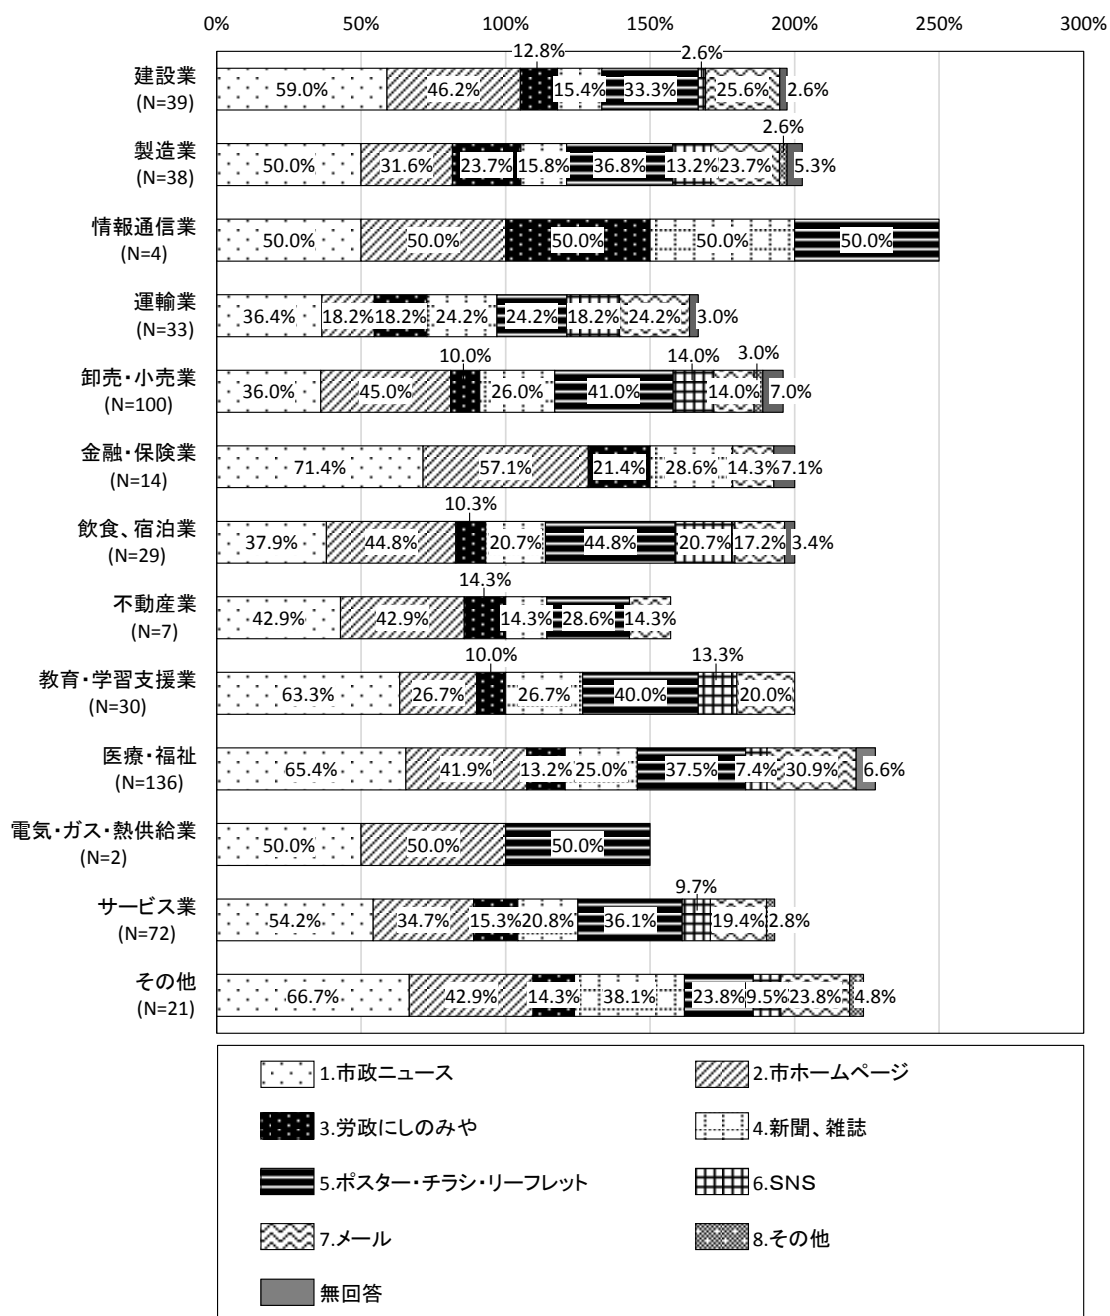 0% 50% 100% 150% 200% 250% 300%
12.8% 2.6%
建設業
(N=39)
59.0% 46.2% 15.4% 33.3% 25.6% 2.6%
2.6%
製造業
(N=38)
50.0% 31.6% 23.7% 15.8% 36.8% 13.2% 23.7% 5.3%
情報通信業
(N=4)
50.0% 50.0% 50.0% 50.0% 50.0%
運輸業
(N=33)
36.4% 18.2% 18.2% 24.2% 24.2% 18.2% 24.2% 3.0%
10.0% 14.0% 3.0%
卸売・小売業
(N=100)
36.0% 45.0% 26.0% 41.0% 14.0% 7.0%
金融・保険業
(N=14)
71.4% 57.1% 21.4% 28.6% 14.3% 7.1%
10.3%
飲食、宿泊業
(N=29)
37.9% 44.8% 20.7% 44.8% 20.7% 17.2% 3.4%
14.3%
不動産業
(N=7)
42.9% 42.9% 14.3% 28.6% 14.3%
10.0% 13.3%
教育・学習支援業
(N=30)
63.3% 26.7% 26.7% 40.0% 20.0%
医療・福祉
(N=136)
65.4% 41.9% 13.2% 25.0% 37.5% 7.4% 30.9% 6.6%
電気・ガス・熱供給業
(N=2)
50.0% 50.0% 50.0%
9.7%
サービス業
(N=72)
54.2% 34.7% 15.3% 20.8% 36.1% 19.4% 2.8%
その他
(N=21)
66.7% 42.9% 14.3% 38.1% 23.8% 9.5% 23.8% 4.8%
1.市政ニュース 2.市ホームページ
3.労政にしのみや 4.新聞、雑誌
5.ポスター・チラシ・リーフレット 6.SNS
7.メール 8.その他
無回答